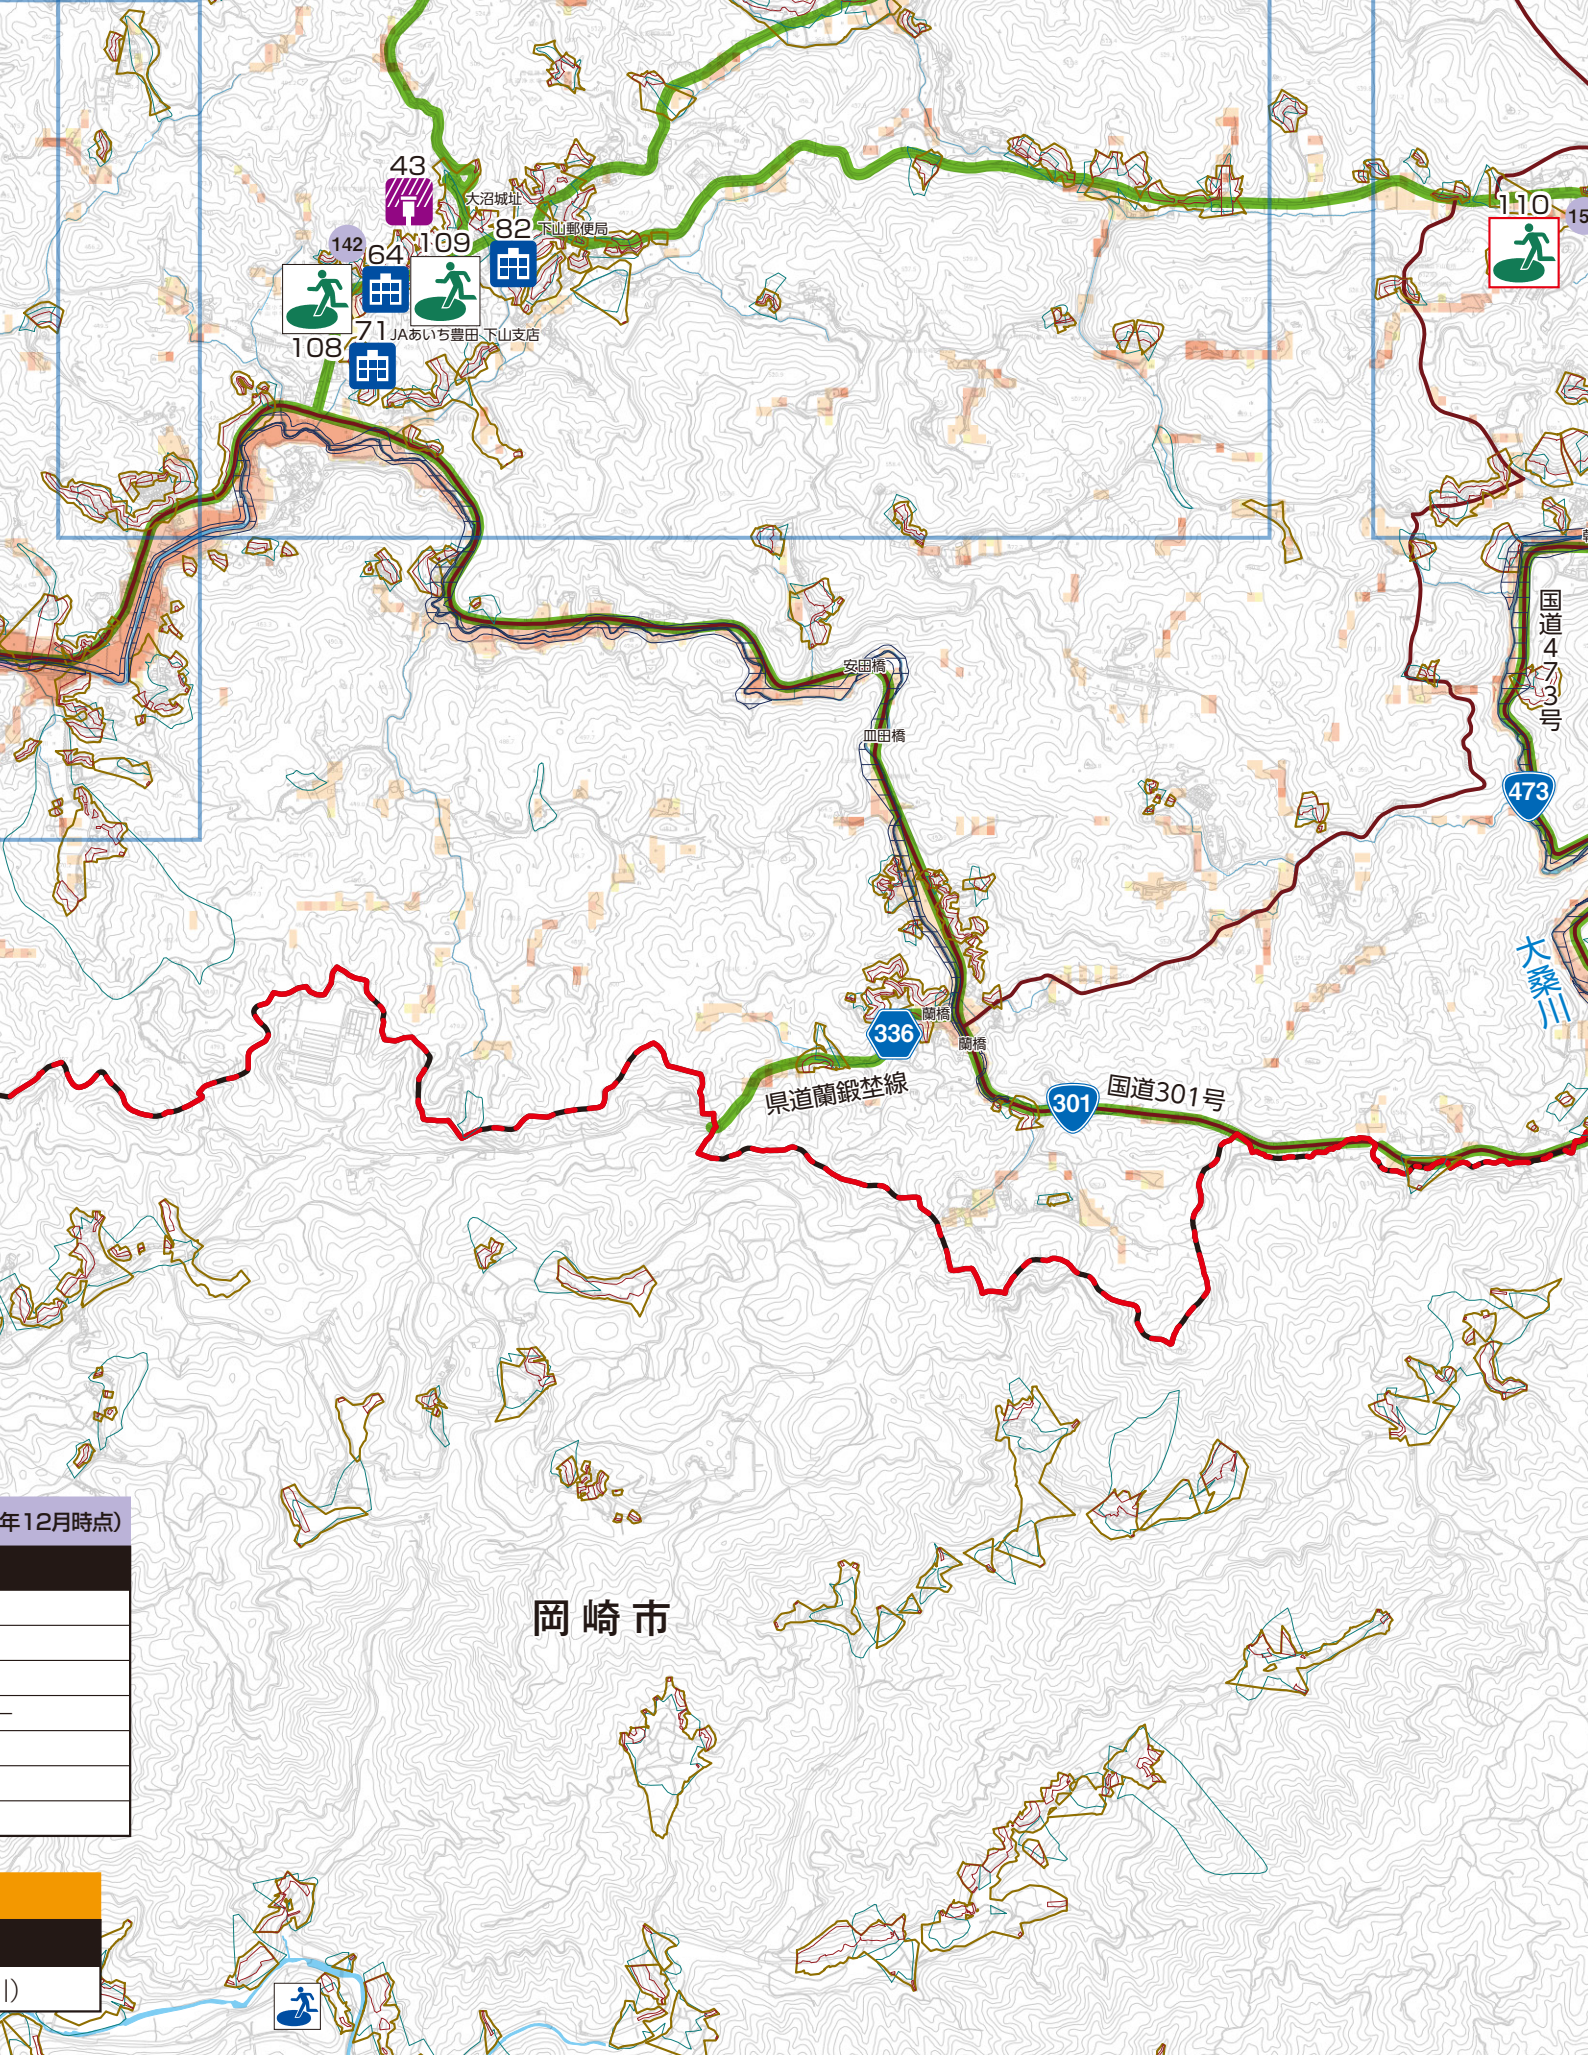 43
大沼城址
110
15
142
64
109
82
下山郵便局
108
71
JAあいち豊田 下山支店
国道473号
安田橋
皿田橋
473
大桑川
蘭橋
336
蘭橋
県道蘭鍛埜線
301
国道301号
年12月時点)
岡崎市
ー
川)